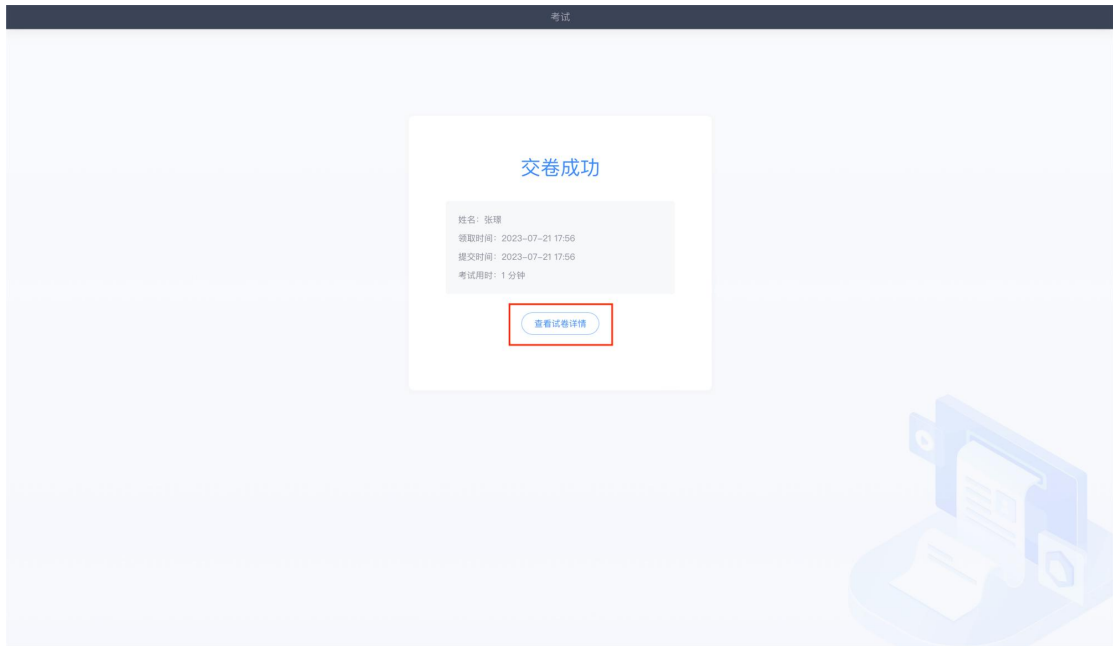 考试
交卷成功
姓名：张璟
领取时间：2023-07-21 17:56
提交时间：2023-07-21 17:56
考试用时：1 分钟
查看试卷详情